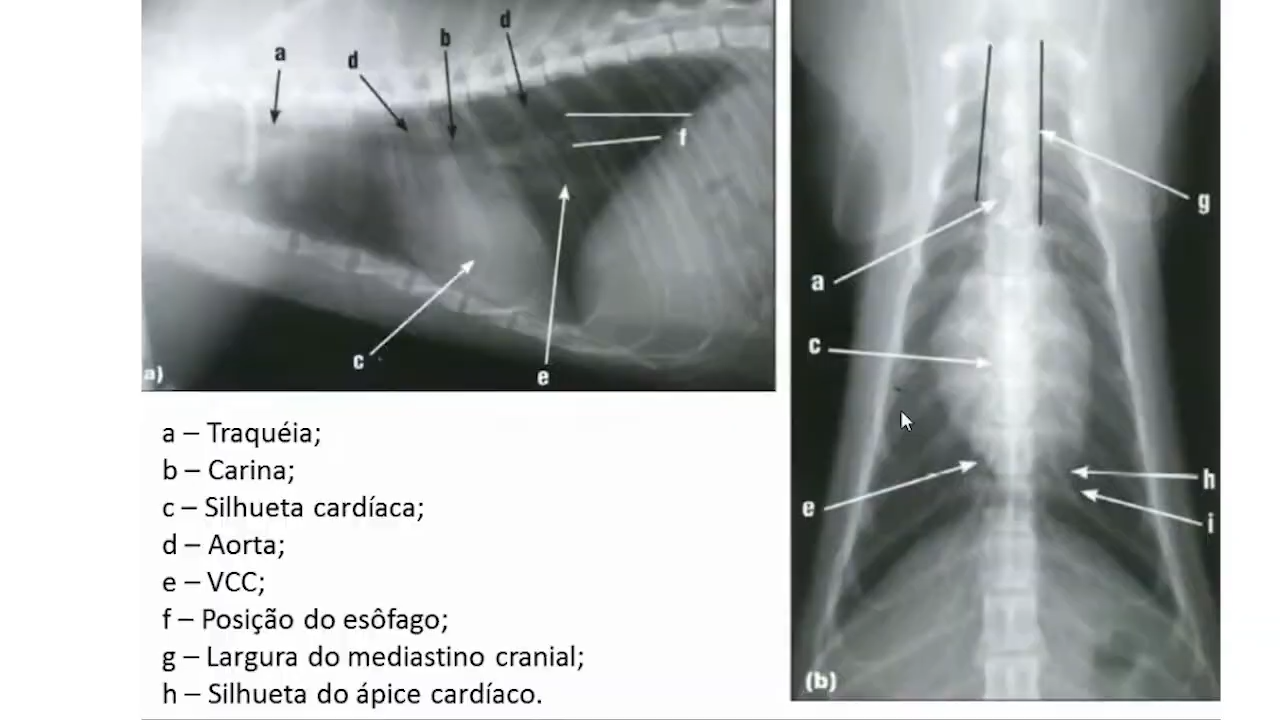 a
d
b
d
f
c
e
a)
g
a
c
e
h
i
(b)
a – Traquéia;
b – Carina;
c – Silhueta cardíaca;
d – Aorta;
e – VCC;
f – Posição do esôfago;
g – Largura do mediastino cranial;
h – Silhueta do ápice cardíaco.